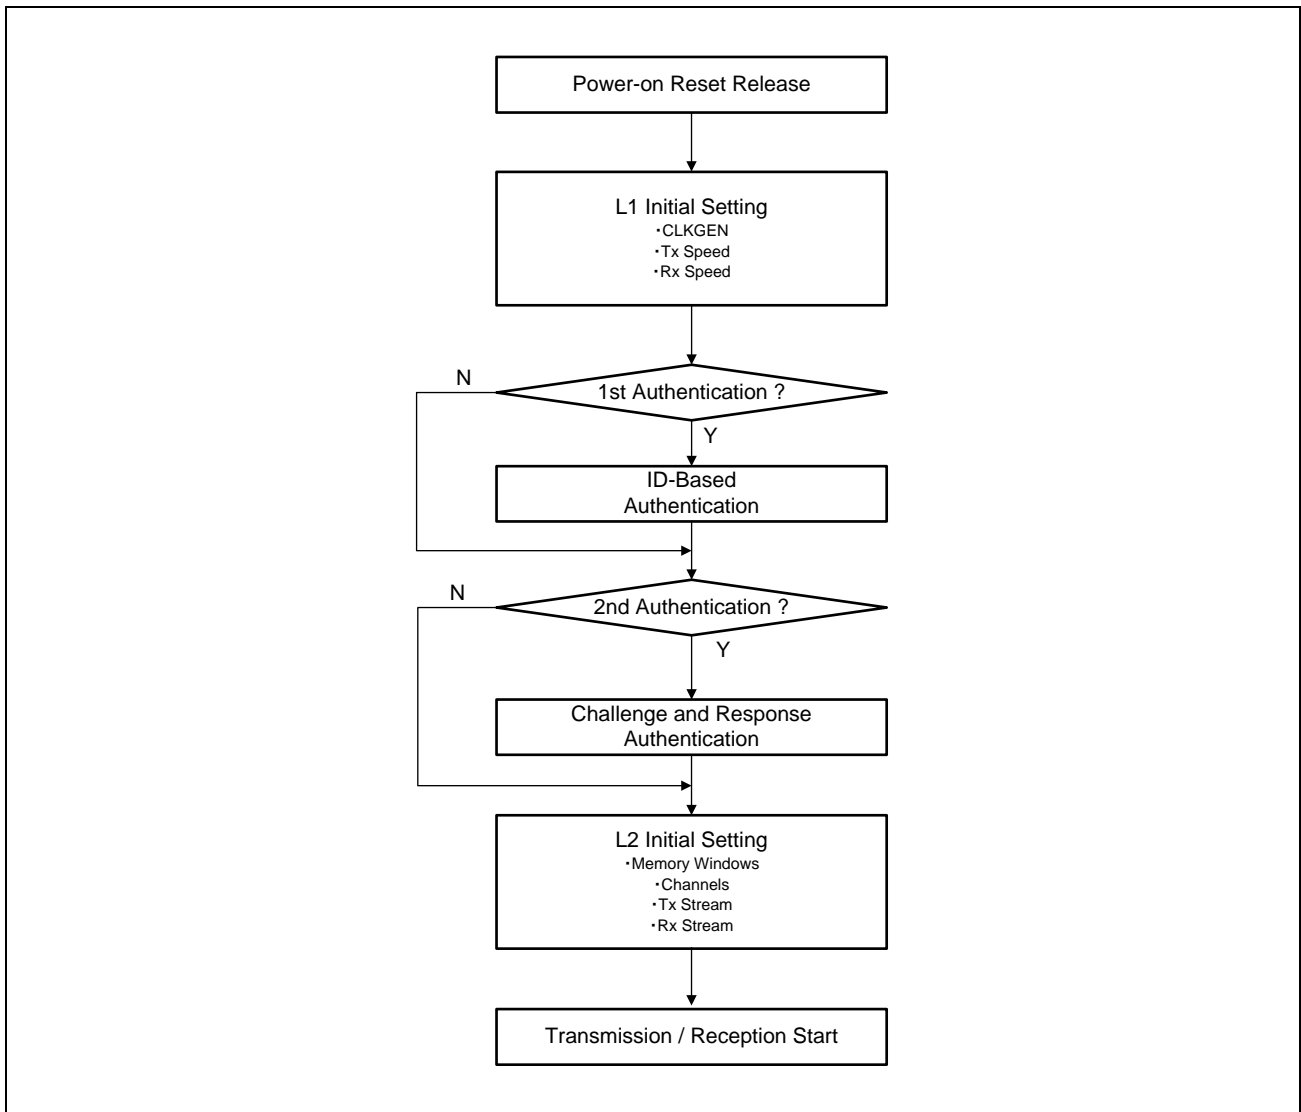 Power-on Reset Release
L1 Initial Setting
・CLKGEN
・Tx Speed
・Rx Speed
N
1st Authentication ?
Y
ID-Based
Authentication
N
2nd Authentication ?
Y
Challenge and Response
Authentication
L2 Initial Setting
・Memory Windows
・Channels
・Tx Stream
・Rx Stream
Transmission / Reception Start